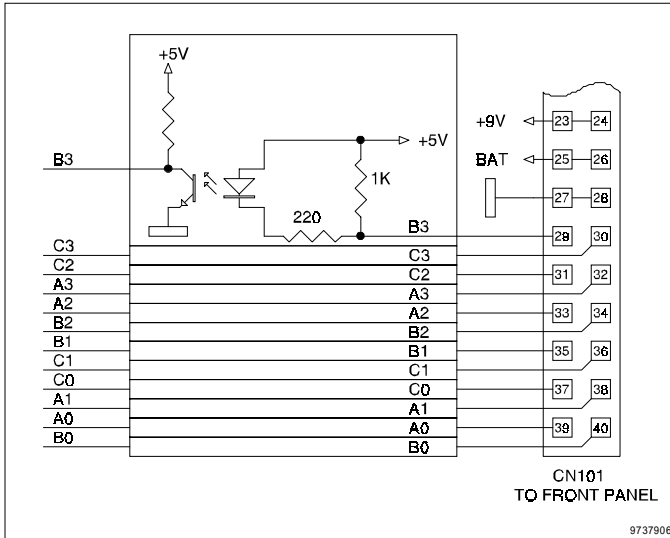 +5V
+5V
+9V
23 24
B3
BAT
25 26
1K
27 28
220
B3
29 30
C3
C3
C2
C2
31 32
A3
A3
A2
A2
33 34
B2
B2
B1
B1
35 36
C1
C1
C0
C0
37 38
A1
A1
A0
A0
39 40
B0
B0
CN101
TO FRONT PANEL
9737906